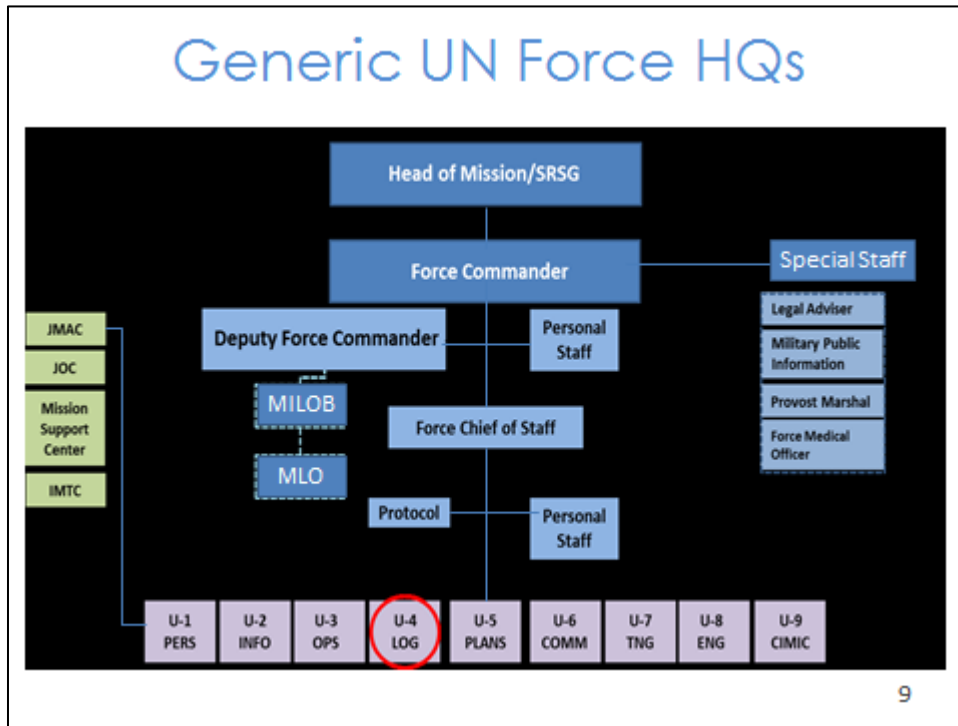 Generic UN Force HQs
Head of Mission/SRSG
Force Commander
Special Staff
Legal Adviser
Military Public
Information
Provost Marshal
Force Medical
Officer
Deputy Force Commander
Personal
Staff
JMAC
JOC
Mission
Support
Center
IMTC
MILOB
MLO
Force Chief of Staff
Protocol
Personal
Staff
U-1
PERS
U-2
INFO
U-3
OPS
U-4
LOG
U-5
PLANS
U-6
COMM
U-7
TNG
U-8
ENG
U-9
CIMIC
9